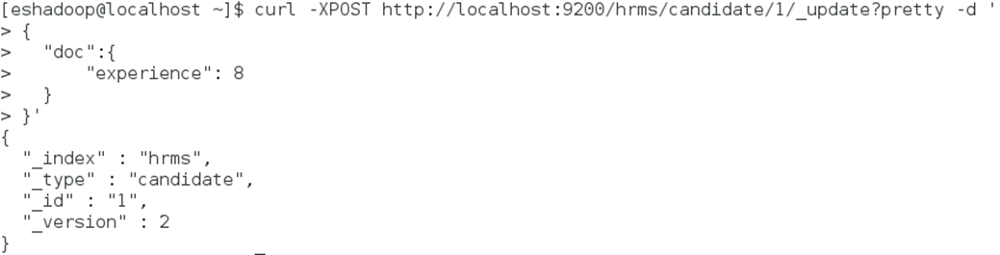 [eshadoop@localhost ~]$ curl -XPOST http://localhost:9200/hrms/candidate/1/_update?pretty -d '
> {
>   "doc":{
>       "experience": 8
>   }
> }'
{
  "_index" : "hrms",
  "_type" : "candidate",
  "_id" : "1",
  "_version" : 2
}